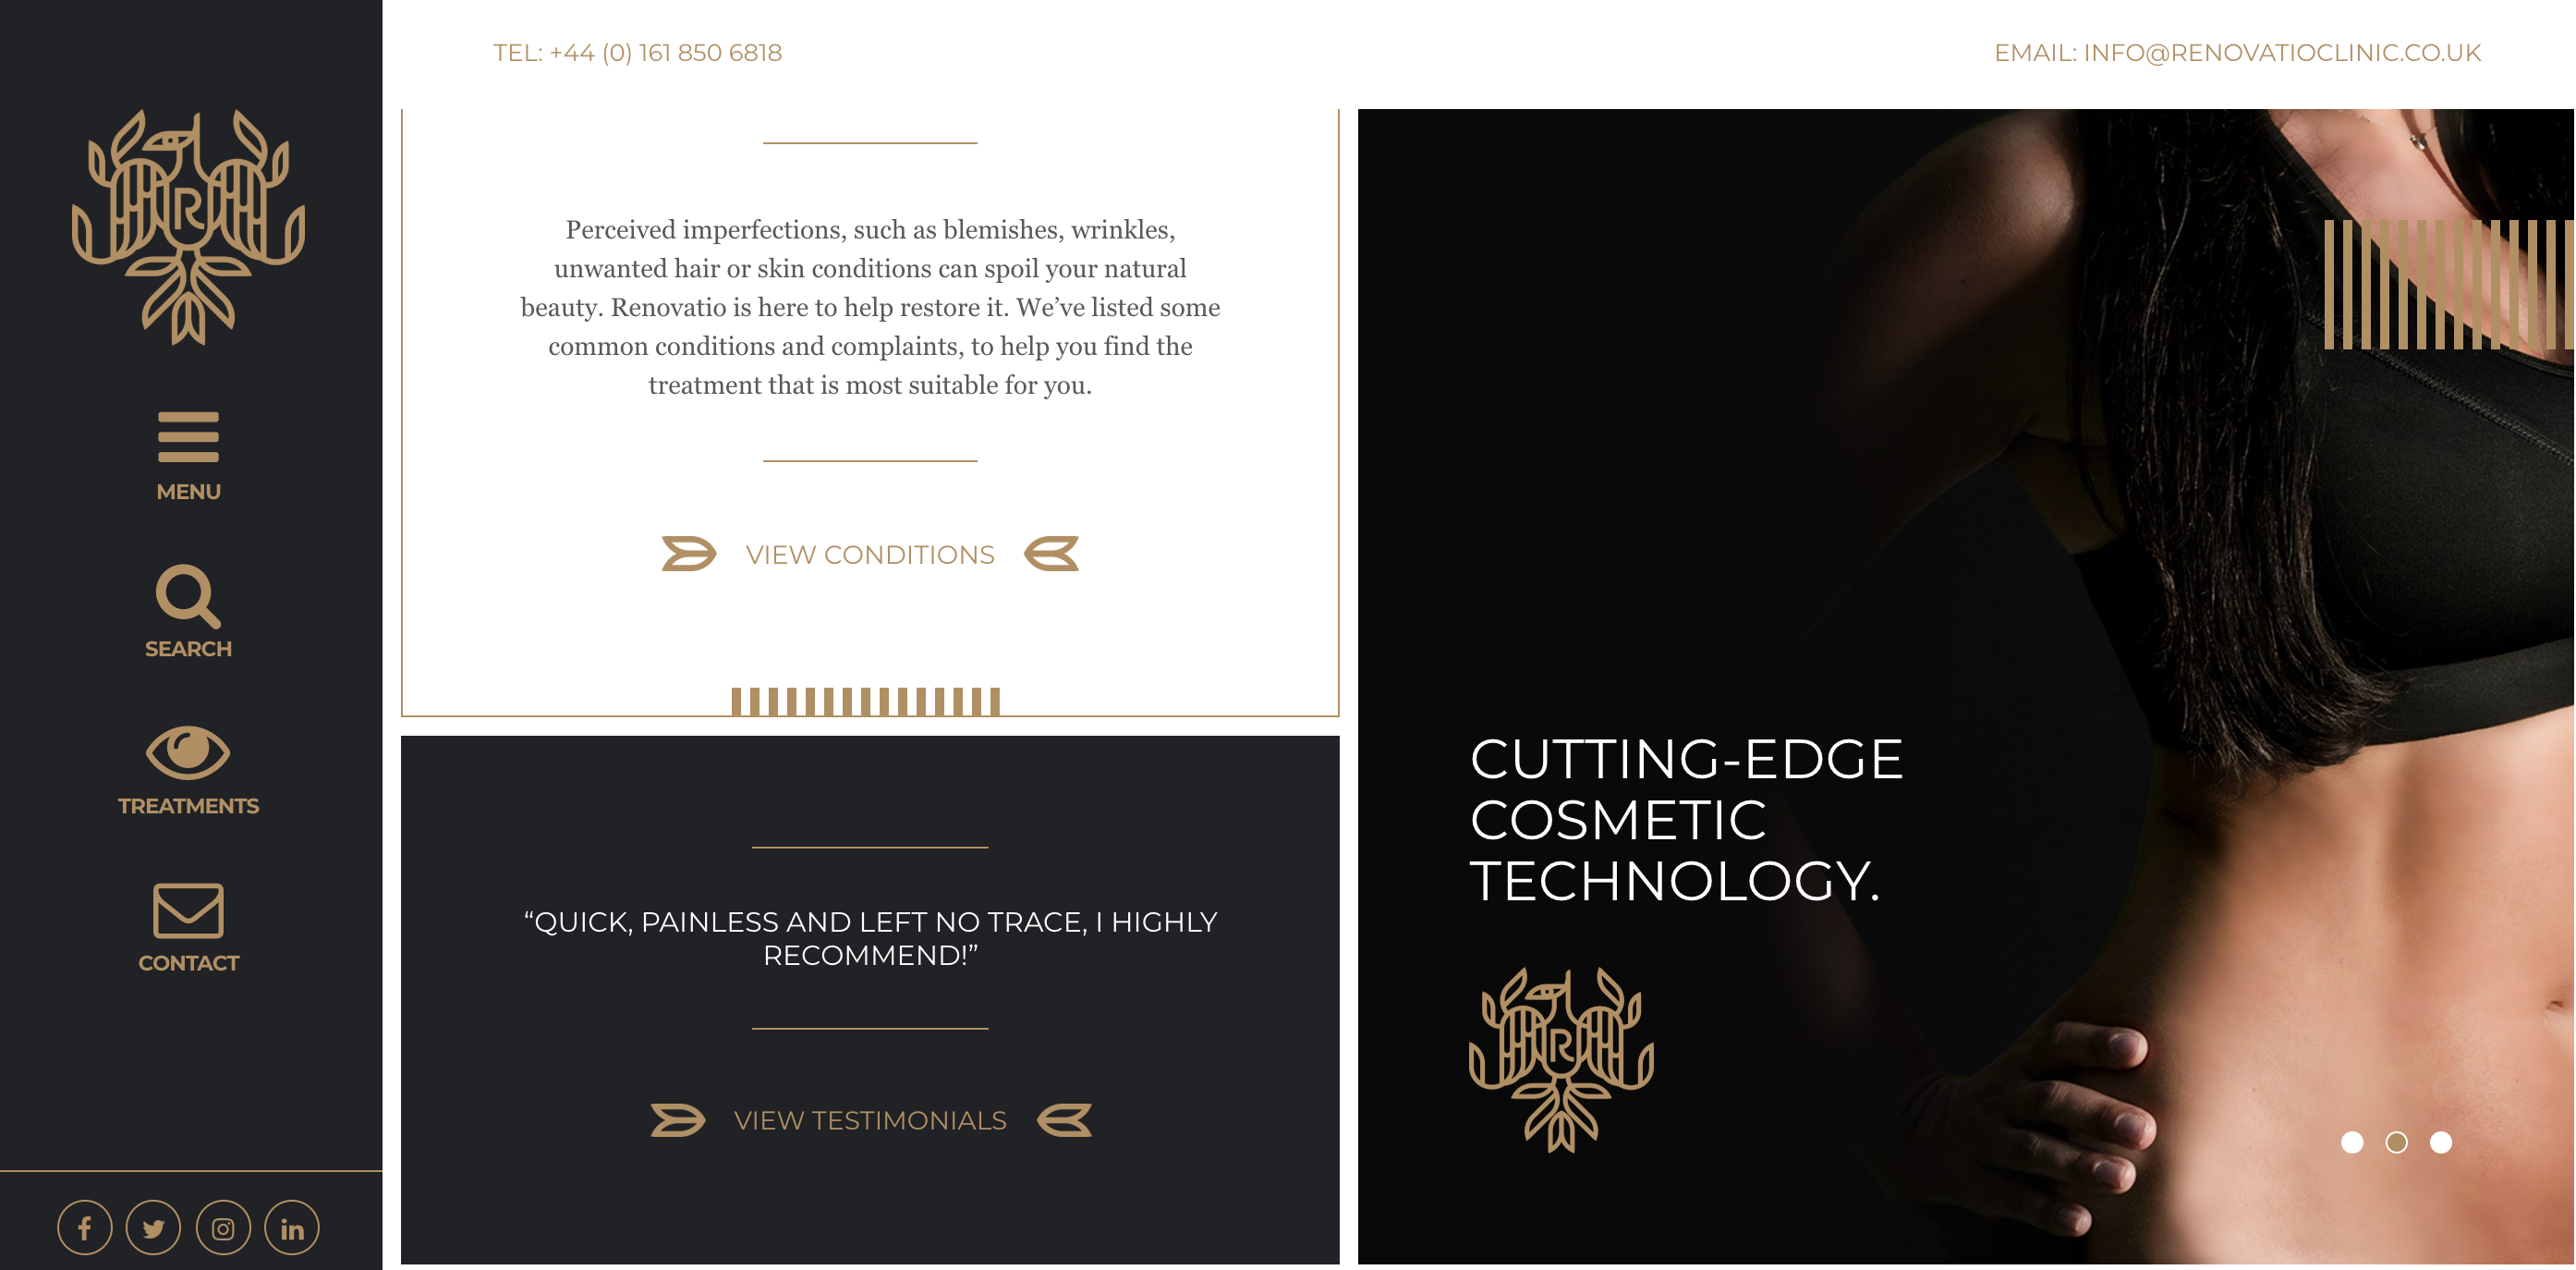 TEL: +44 (0) 161 850 6818
EMAIL: INFO@RENOVATIOCLINIC.CO.UK
R
MENU
SEARCH
TREATMENTS
CONTACT
Perceived imperfections, such as blemishes, wrinkles,
unwanted hair or skin conditions can spoil your natural
beauty. Renovatio is here to help restore it. We’ve listed some
common conditions and complaints, to help you find the
treatment that is most suitable for you.
VIEW CONDITIONS
“QUICK, PAINLESS AND LEFT NO TRACE, I HIGHLY
RECOMMEND!”
VIEW TESTIMONIALS
CUTTING-EDGE
COSMETIC
TECHNOLOGY.
R